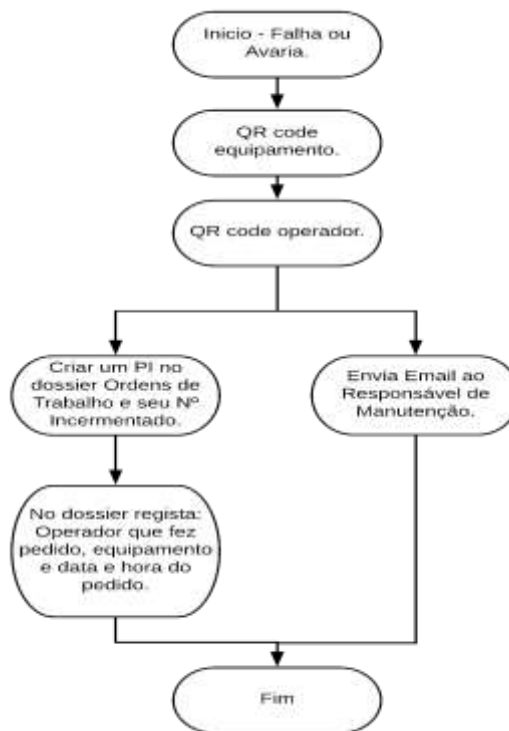 Inicio - Falha ou
Avaria.
QR code
equipamento.
QR code operador.
Criar um PI no
dossier Ordens de
Trabalho e seu Nº
Incermentado.
Envia Email ao
Responsável de
Manutenção.
No dossier regista:
Operador que fez
pedido, equipamento
e data e hora do
pedido.
Fim